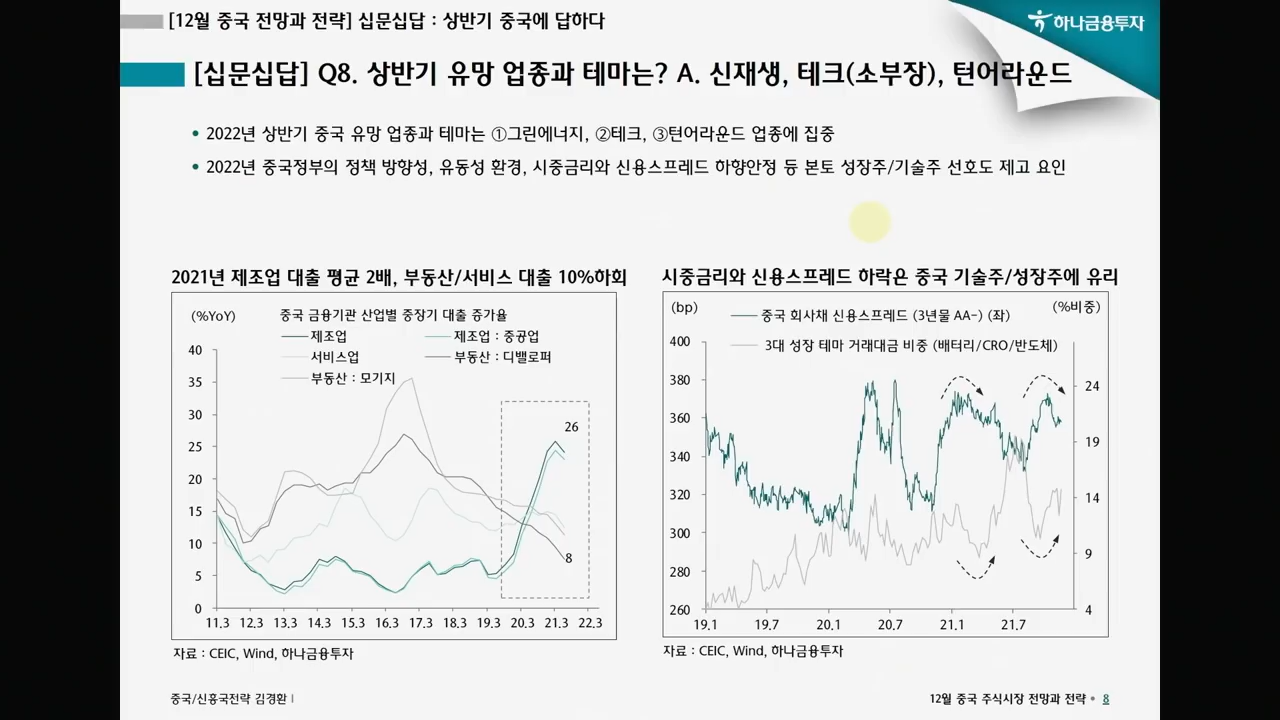 [12월 중국 전망과 전략] 십문십답 : 상반기 중국에 답하다
하나금융투자
[십문십답] Q8. 상반기 유망 업종과 테마는? A. 신재생, 테크(소부장), 턴어라운드
• 2022년 상반기 중국 유망 업종과 테마는 ①그린에너지, ②테크, ③턴어라운드 업종에 집중
• 2022년 중국정부의 정책 방향성, 유동성 환경, 시중금리와 신용스프레드 하향안정 등 본토 성장주/기술주 선호도 제고 요인
2021년 제조업 대출 평균 2배, 부동산/서비스 대출 10%하회
(%YoY)
중국 금융기관 산업별 중장기 대출 증가율
제조업
제조업 : 중공업
서비스업
부동산 : 디밸로퍼
부동산 : 모기지
40
35
30
25
20
15
10
5
0
26
8
11.3 12.3 13.3 14.3 15.3 16.3 17.3 18.3 19.3 20.3 21.3 22.3
자료 : CEIC, Wind, 하나금융투자
시중금리와 신용스프레드 하락은 중국 기술주/성장주에 유리
(bp)
(%비중)
중국 회사채 신용스프레드 (3년물 AA-) (좌)
3대 성장 테마 거래대금 비중 (배터리/CRO/반도체)
400
380
360
340
320
300
280
260
24
19
14
9
4
19.1 19.7 20.1 20.7 21.1 21.7
자료 : CEIC, Wind, 하나금융투자
중국/신흥국전략 김경환 |
12월 중국 주식시장 전망과 전략 • 8